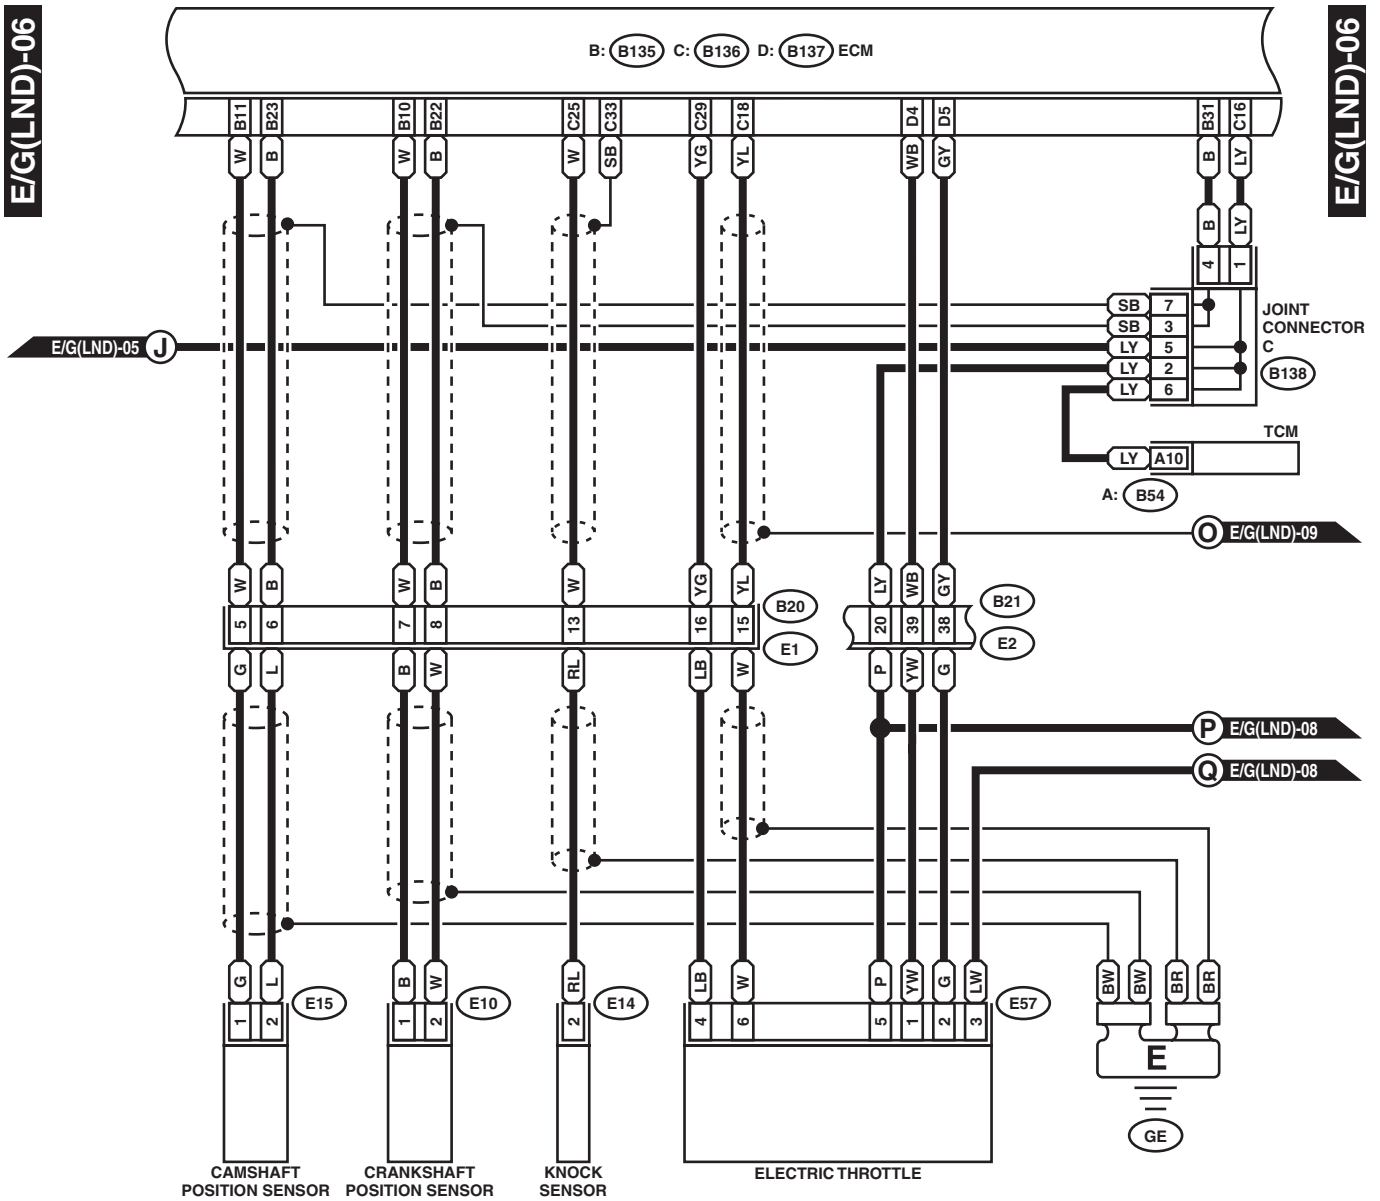 E/G(LND)-06
E/G(LND)-06
B: B135 C: B136 D: B137 ECM
B11 B23 B10 B22 C25 C33 C29 C18 D4 D5 B31 C16
W B W B W SB YG YL WB GY B LY
B LY
4 1
SB 7
SB 3
LY 5
LY 2
LY 6
JOINT
CONNECTOR
C
B138
E/G(LND)-05 J
TCM
LY A10
A: B54
O E/G(LND)-09
W B W B W YG YL LY WB GY
5 6 7 8 13 16 15 B20 20 39 38 B21
E1 E2
G L B W RL LB W P YW G
P E/G(LND)-08
Q E/G(LND)-08
G L B W RL LB W P YW G LW BW BW BR BR
1 2 E15 1 2 E10 2 E14 4 6 5 1 2 3 E57
E
GE
CAMSHAFT
POSITION SENSOR
CRANKSHAFT
POSITION SENSOR
KNOCK
SENSOR
ELECTRIC THROTTLE